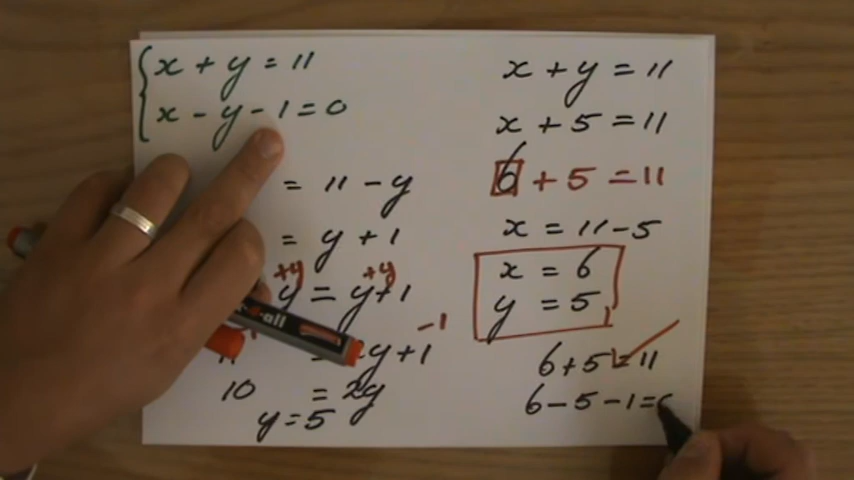 x + y = 11
x - y - 1 = 0
= 11 - y
= y + 1
+y +y
y = y + 1
-1
y + 1
10 = 2y
y = 5
x + y = 11
x + 5 = 11
6 + 5 = 11
x = 11 - 5
x = 6
y = 5
6 + 5 = 11
6 - 5 - 1 =